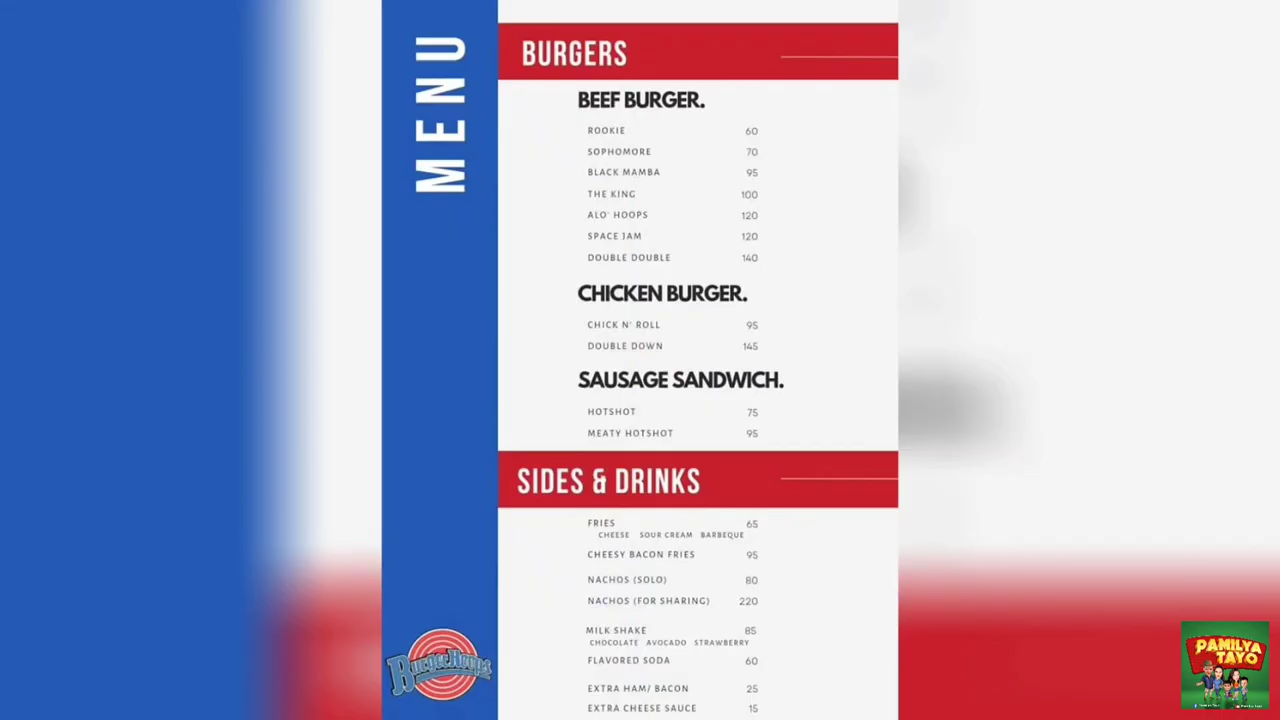 MENU
BURGERS
BEEF BURGER.
ROOKIE 60
SOPHOMORE 70
BLACK MAMBA 95
THE KING 100
ALO' HOOPS 120
SPACE JAM 120
DOUBLE DOUBLE 140
CHICKEN BURGER.
CHICK N' ROLL 95
DOUBLE DOWN 145
SAUSAGE SANDWICH.
HOTSHOT 75
MEATY HOTSHOT 95
SIDES & DRINKS
FRIES 65
CHEESE SOUR CREAM BARBEQUE
CHEESY BACON FRIES 95
NACHOS (SOLO) 80
NACHOS (FOR SHARING) 220
MILK SHAKE 85
CHOCOLATE AVOCADO STRAWBERRY
FLAVORED SODA 60
EXTRA HAM/ BACON 25
EXTRA CHEESE SAUCE 15
Burger Hoops
PAMILYA
TAYO